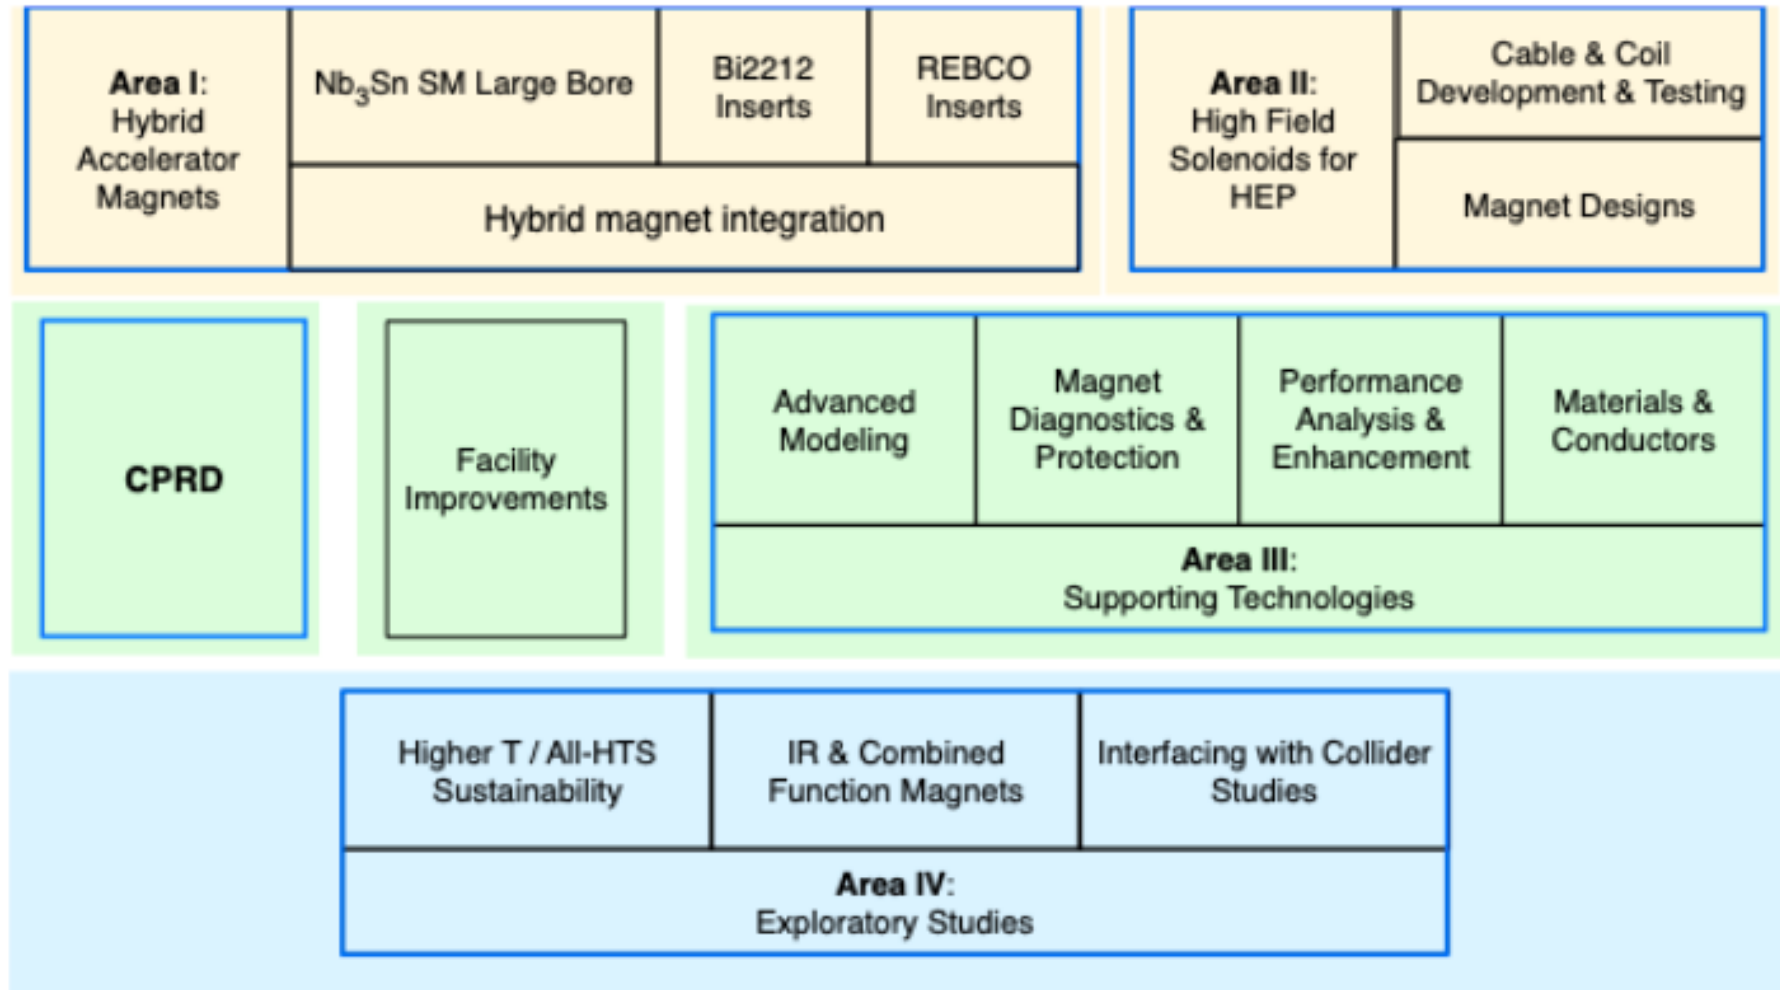 Area I:
Hybrid
Accelerator
Magnets
Nb₃Sn SM Large Bore
Bi2212
Inserts
REBCO
Inserts
Hybrid magnet integration
Area II:
High Field
Solenoids for
HEP
Cable & Coil
Development & Testing
Magnet Designs
CPRD
Facility
Improvements
Advanced
Modeling
Magnet
Diagnostics &
Protection
Performance
Analysis &
Enhancement
Materials &
Conductors
Area III:
Supporting Technologies
Higher T / All-HTS
Sustainability
IR & Combined
Function Magnets
Interfacing with Collider
Studies
Area IV:
Exploratory Studies